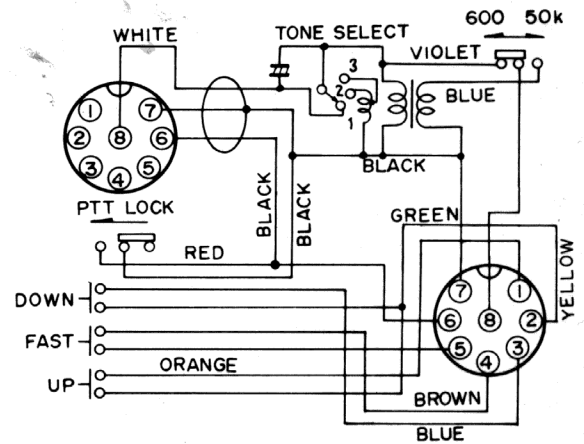 600 50k
WHITE
TONE SELECT
VIOLET
3
2
1
BLUE
1 7
2 8 6
3 4 5
BLACK
PTT LOCK
BLACK
BLACK
GREEN
RED
YELLOW
7 1
6 8 2
5 4 3
DOWN
FAST
ORANGE
UP
BROWN
BLUE